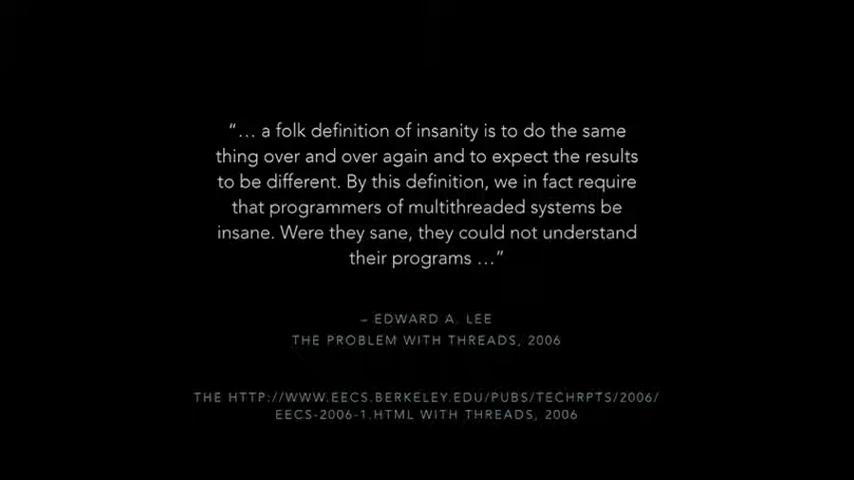 “… a folk definition of insanity is to do the same
thing over and over again and to expect the results
to be different. By this definition, we in fact require
that programmers of multithreaded systems be
insane. Were they sane, they could not understand
their programs …”
– EDWARD A. LEE
THE PROBLEM WITH THREADS, 2006
THE HTTP://WWW.EECS.BERKELEY.EDU/PUBS/TECHRPTS/2006/
EECS-2006-1.HTML WITH THREADS, 2006